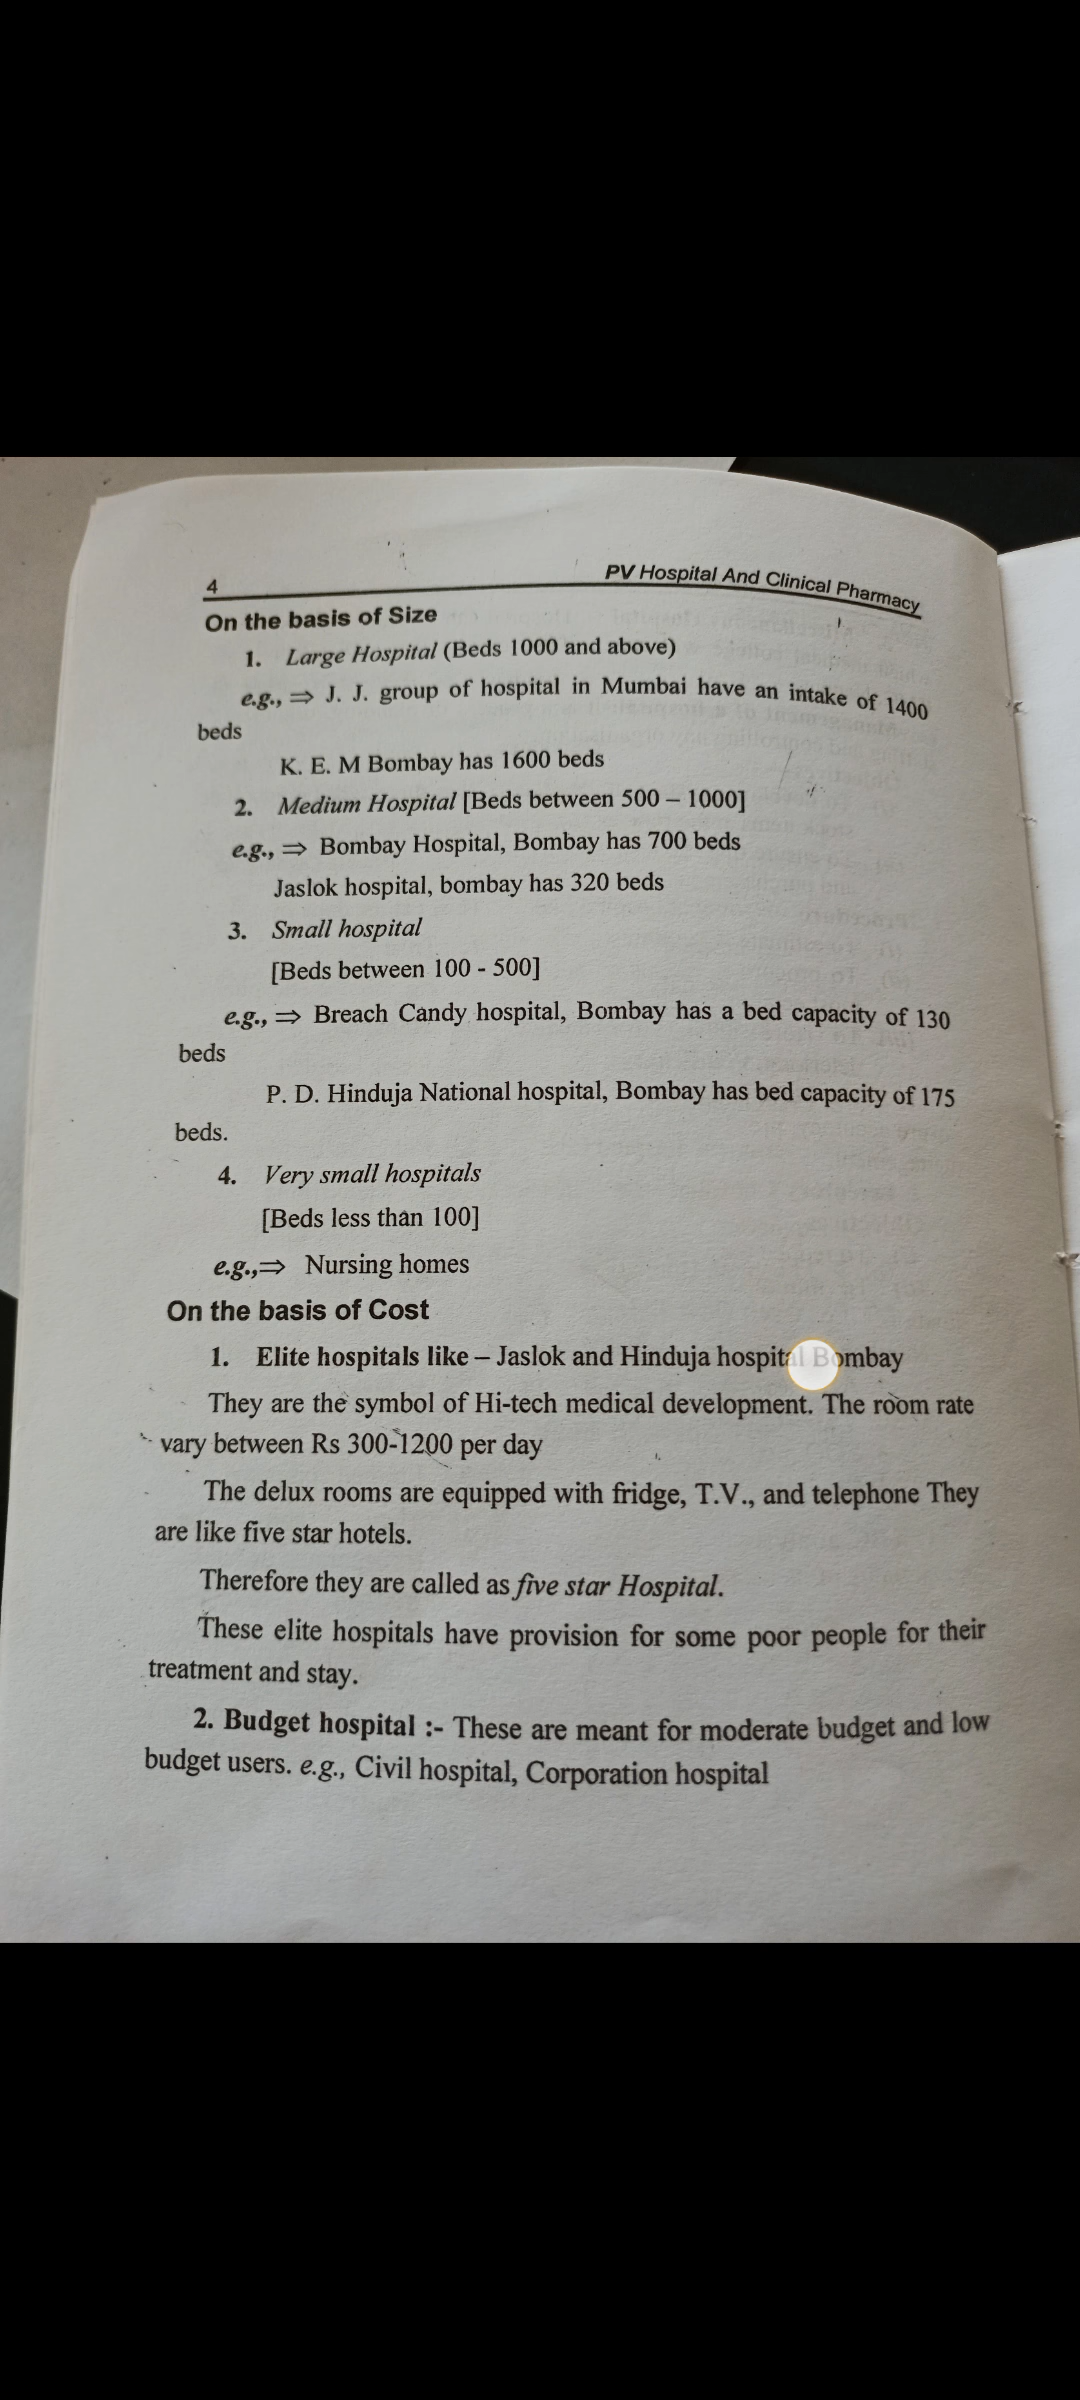 4
PV Hospital And Clinical Pharmacy
On the basis of Size
1. Large Hospital (Beds 1000 and above)
e.g., ⇒ J. J. group of hospital in Mumbai have an intake of 1400
beds
K. E. M Bombay has 1600 beds
2. Medium Hospital [Beds between 500 – 1000]
e.g., ⇒ Bombay Hospital, Bombay has 700 beds
Jaslok hospital, bombay has 320 beds
3. Small hospital
[Beds between 100 - 500]
e.g., ⇒ Breach Candy hospital, Bombay has a bed capacity of 130
beds
P. D. Hinduja National hospital, Bombay has bed capacity of 175
beds.
4. Very small hospitals
[Beds less than 100]
e.g.,⇒ Nursing homes
On the basis of Cost
1. Elite hospitals like – Jaslok and Hinduja hospital Bombay
They are the symbol of Hi-tech medical development. The room rate
vary between Rs 300-1200 per day
The delux rooms are equipped with fridge, T.V., and telephone They
are like five star hotels.
Therefore they are called as five star Hospital.
These elite hospitals have provision for some poor people for their
treatment and stay.
2. Budget hospital :- These are meant for moderate budget and low
budget users. e.g., Civil hospital, Corporation hospital